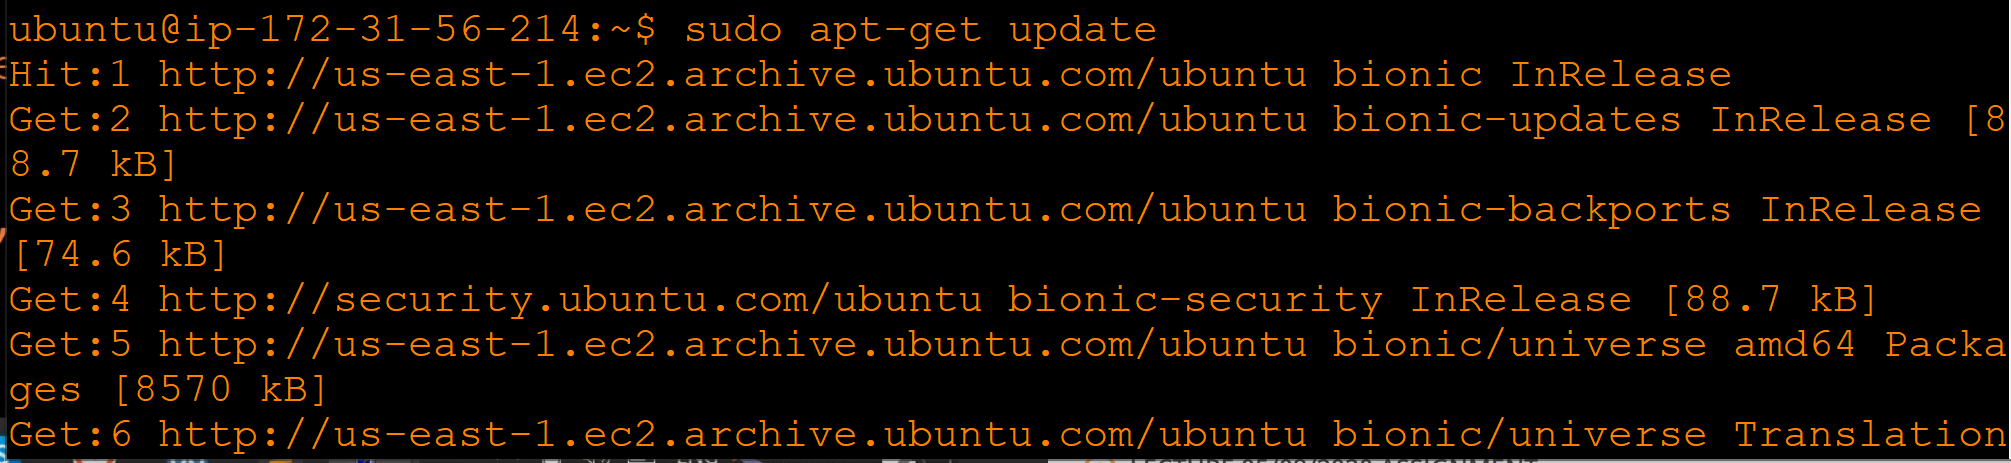 ubuntu@ip-172-31-56-214:~$ sudo apt-get update
Hit:1 http://us-east-1.ec2.archive.ubuntu.com/ubuntu bionic InRelease
Get:2 http://us-east-1.ec2.archive.ubuntu.com/ubuntu bionic-updates InRelease [8
8.7 kB]
Get:3 http://us-east-1.ec2.archive.ubuntu.com/ubuntu bionic-backports InRelease
[74.6 kB]
Get:4 http://security.ubuntu.com/ubuntu bionic-security InRelease [88.7 kB]
Get:5 http://us-east-1.ec2.archive.ubuntu.com/ubuntu bionic/universe amd64 Packa
ges [8570 kB]
Get:6 http://us-east-1.ec2.archive.ubuntu.com/ubuntu bionic/universe Translation